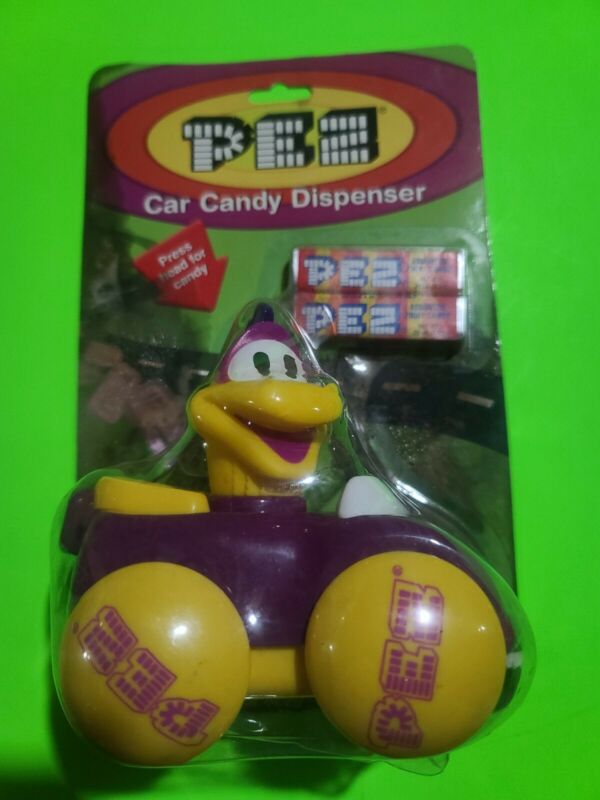 PEZ®
Car Candy Dispenser
Press
head for
candy
PEZ
PEZ
PEZ
PEZ®